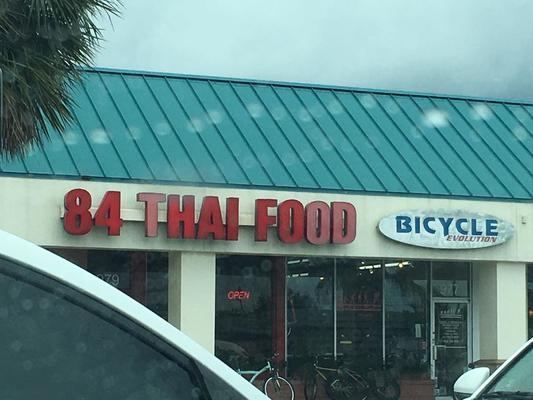 84 THAI FOOD
BICYCLE
EVOLUTION
OPEN